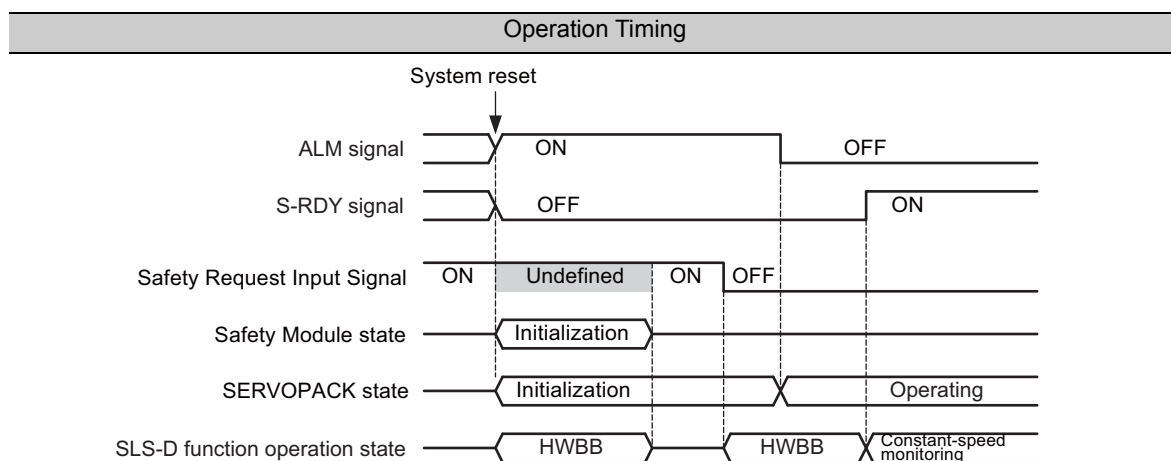 Operation Timing
System reset
ALM signal ON OFF
S-RDY signal OFF ON
Safety Request Input Signal ON Undefined ON OFF
Safety Module state Initialization
SERVOPACK state Initialization Operating
SLS-D function operation state HWBB HWBB Constant-speed
monitoring